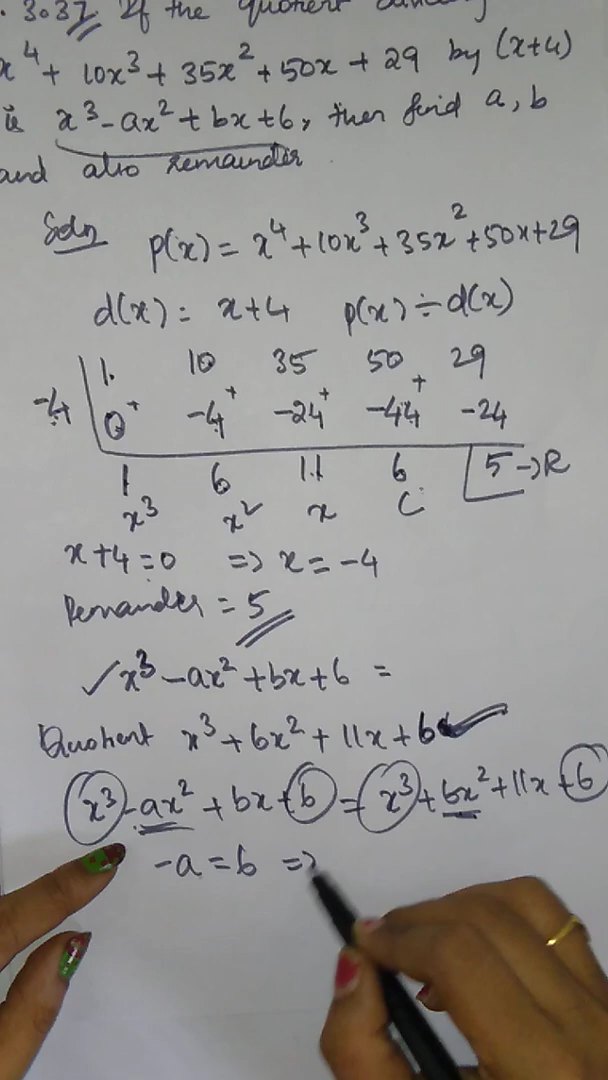 . 3.37 If the quotient
x⁴ + 10x³ + 35x² + 50x + 29 by (x+4)
is x³ - ax² + bx + 6, then find a, b
and also remainder
Soln p(x) = x⁴ + 10x³ + 35x² + 50x + 29
d(x) = x+4 p(x) ÷ d(x)
1. 10 35 50 29
-4 0 + -4 + -24 + -44 + -24
1 6 11 6 5 → R
x³ x² x C
x+4 = 0 => x = -4
Remainder = 5
✓ x³ - ax² + bx + 6 =
Quotient x³ + 6x² + 11x + 6
x³ - ax² + bx + 6 = x³ + 6x² + 11x + 6
-a = 6 =>